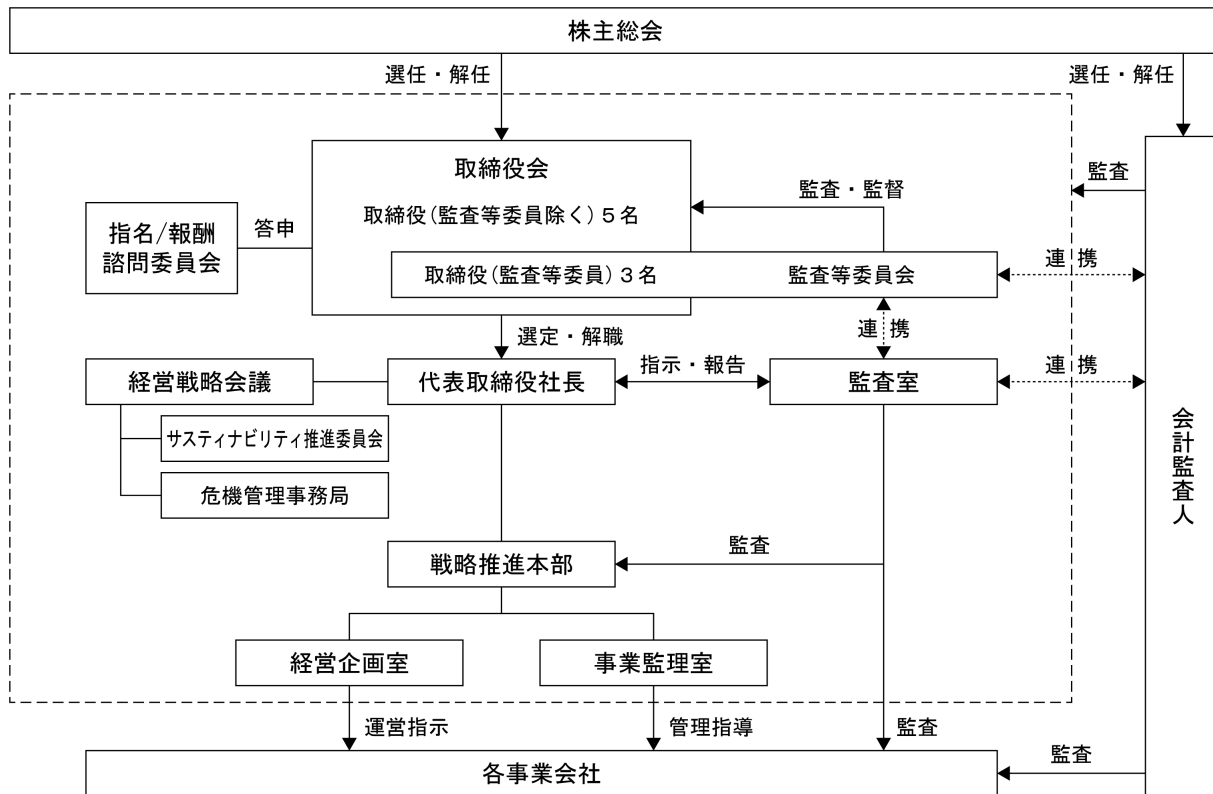 株主総会
選任・解任
選任・解任
取締役会
監査・監督
監査
取締役(監査等委員除く)5名
指名/報酬
諮問委員会
答申
取締役(監査等委員)3名
監査等委員会
連携
選定・解職
連携
経営戦略会議
代表取締役社長
指示・報告
監査室
連携
サスティナビリティ推進委員会
危機管理事務局
会計監査人
戦略推進本部
監査
経営企画室
事業監理室
運営指示
管理指導
監査
各事業会社
監査